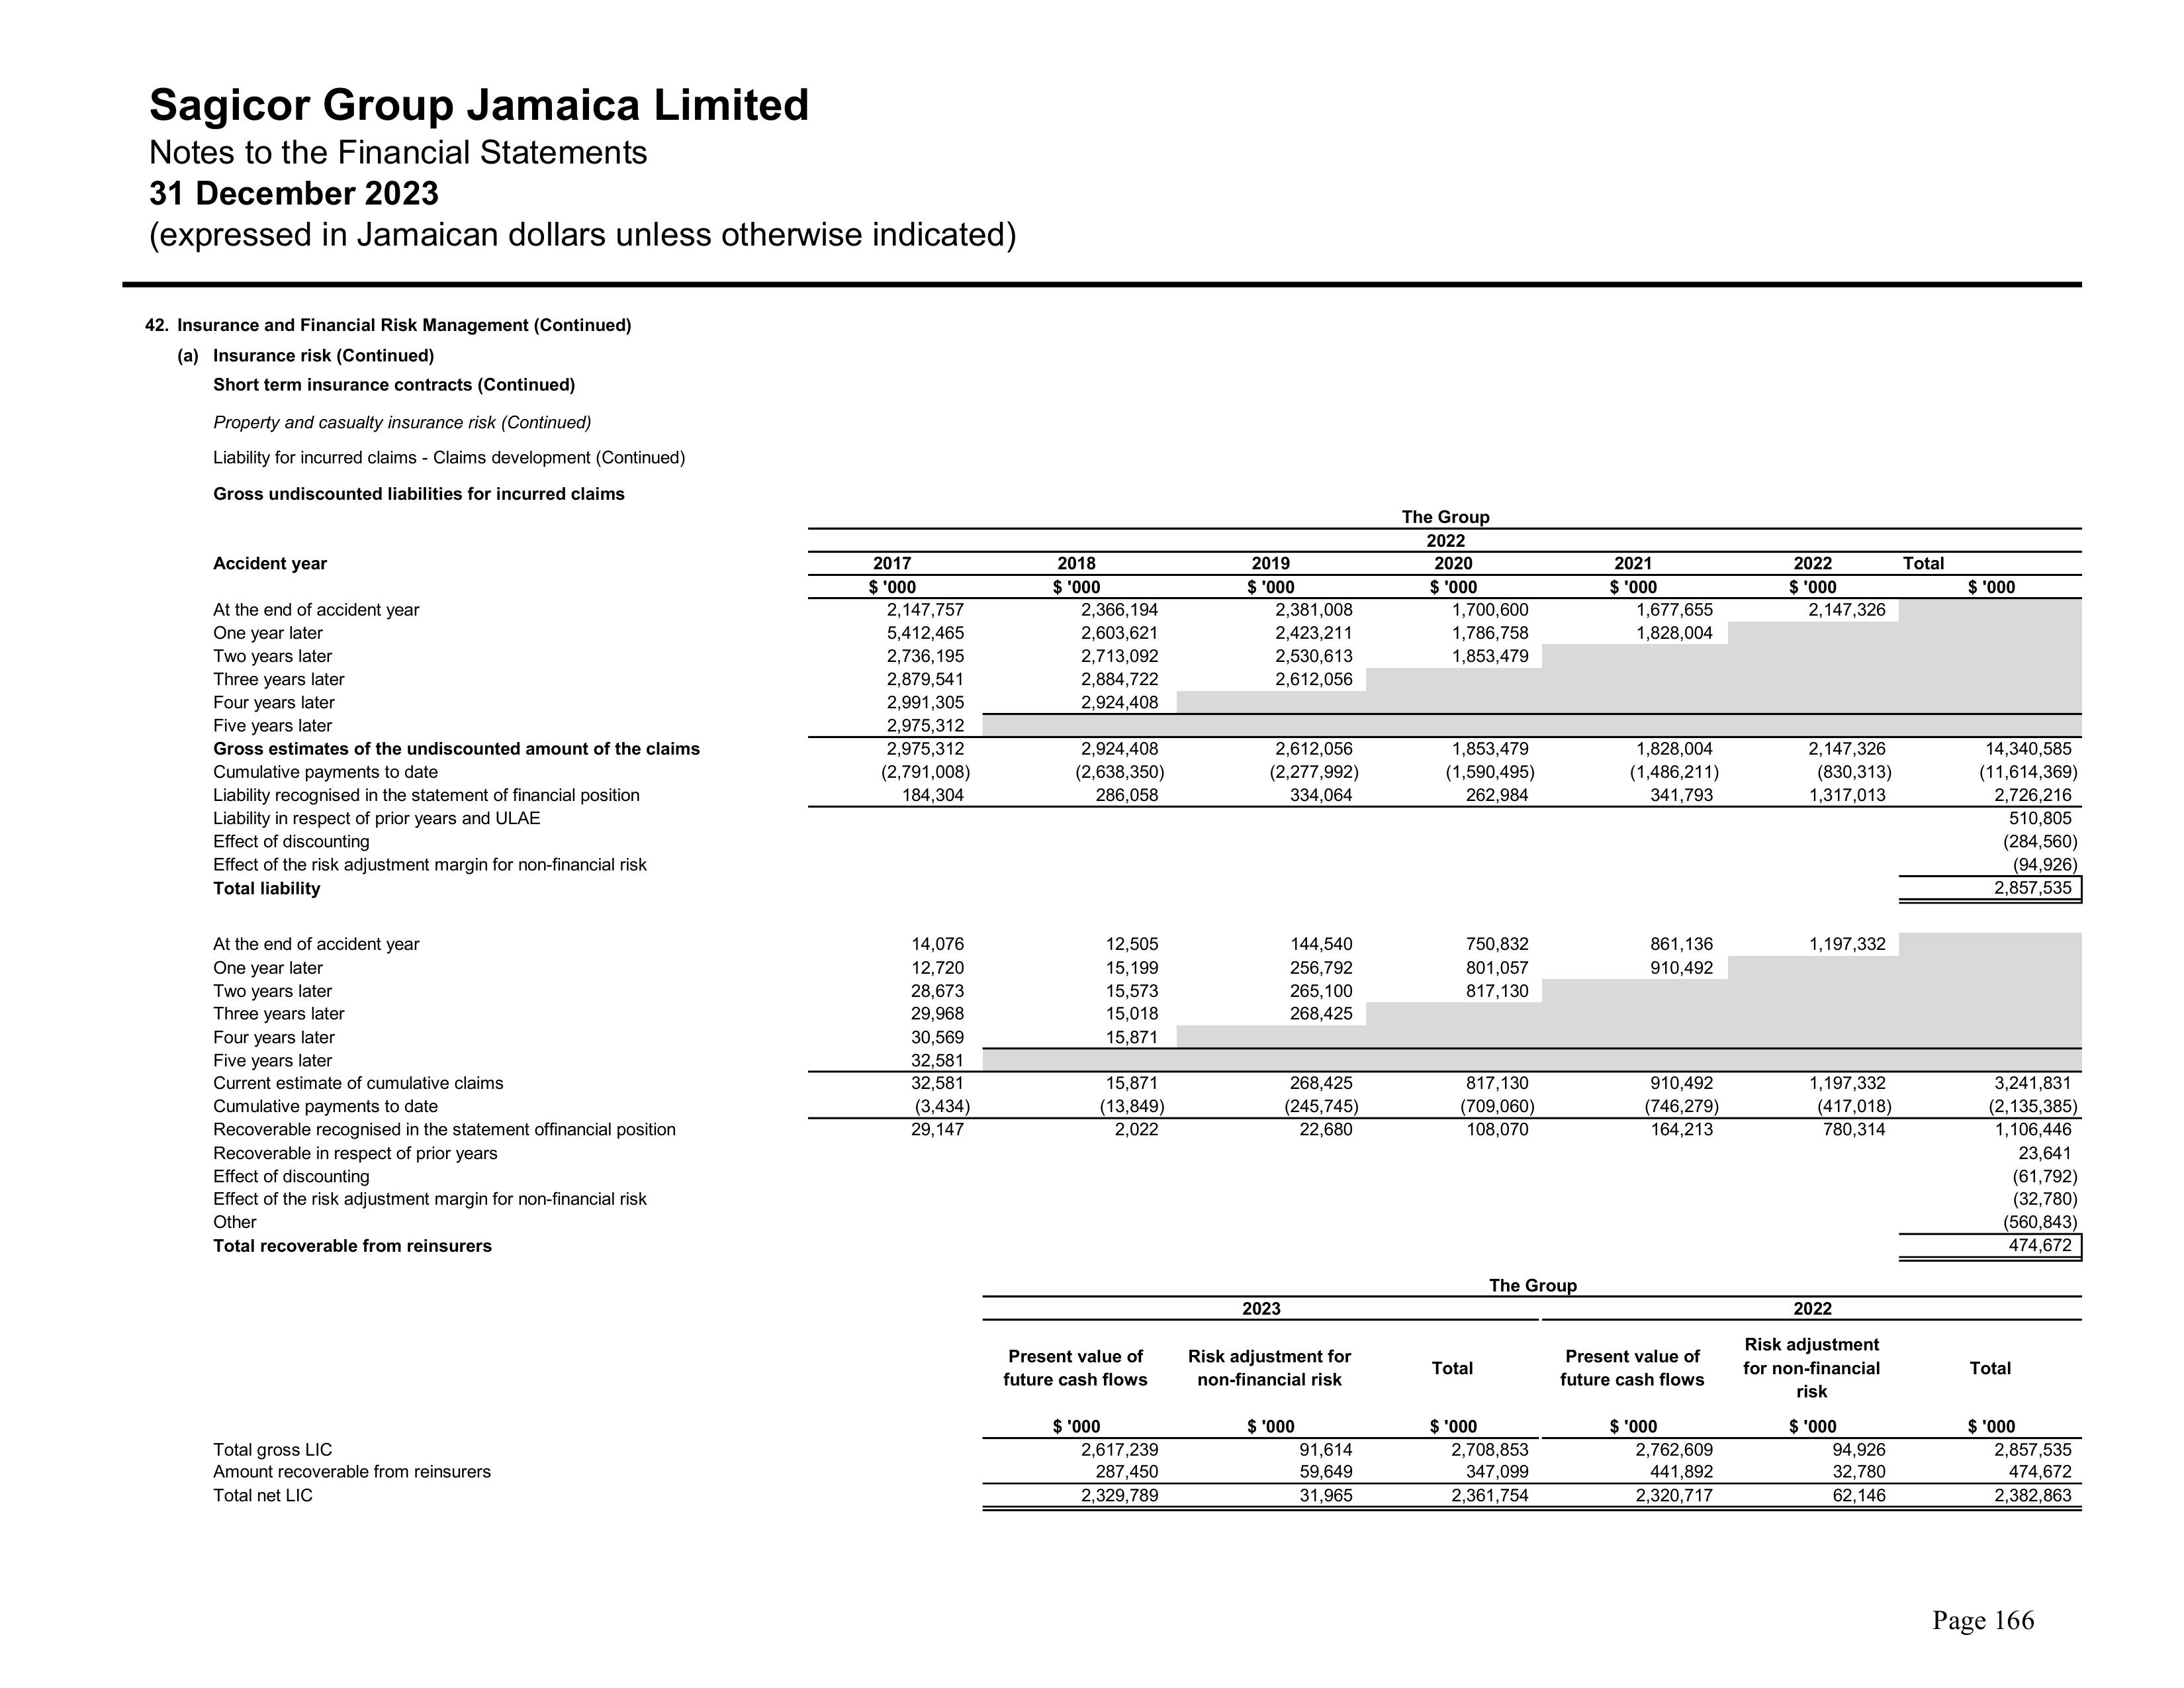 Sagicor Group Jamaica Limited
Notes to the Financial Statements
31 December 2023
(expressed in Jamaican dollars unless otherwise indicated)
42. Insurance and Financial Risk Management (Continued)
(a) Insurance risk (Continued)
Short term insurance contracts (Continued)
Property and casualty insurance risk (Continued)
Liability for incurred claims - Claims development (Continued)
Gross undiscounted liabilities for incurred claims
The Group
2022
Accident year 2017 2018 2019 2020 2021 2022 Total
$ '000 $ '000 $ '000 $ '000 $ '000 $ '000 $ '000
At the end of accident year 2,147,757 2,366,194 2,381,008 1,700,600 1,677,655 2,147,326
One year later 5,412,465 2,603,621 2,423,211 1,786,758 1,828,004
Two years later 2,736,195 2,713,092 2,530,613 1,853,479
Three years later 2,879,541 2,884,722 2,612,056
Four years later 2,991,305 2,924,408
Five years later 2,975,312
Gross estimates of the undiscounted amount of the claims 2,975,312 2,924,408 2,612,056 1,853,479 1,828,004 2,147,326 14,340,585
Cumulative payments to date (2,791,008) (2,638,350) (2,277,992) (1,590,495) (1,486,211) (830,313) (11,614,369)
Liability recognised in the statement of financial position 184,304 286,058 334,064 262,984 341,793 1,317,013 2,726,216
Liability in respect of prior years and ULAE 510,805
Effect of discounting (284,560)
Effect of the risk adjustment margin for non-financial risk (94,926)
Total liability 2,857,535
At the end of accident year 14,076 12,505 144,540 750,832 861,136 1,197,332
One year later 12,720 15,199 256,792 801,057 910,492
Two years later 28,673 15,573 265,100 817,130
Three years later 29,968 15,018 268,425
Four years later 30,569 15,871
Five years later 32,581
Current estimate of cumulative claims 32,581 15,871 268,425 817,130 910,492 1,197,332 3,241,831
Cumulative payments to date (3,434) (13,849) (245,745) (709,060) (746,279) (417,018) (2,135,385)
Recoverable recognised in the statement offinancial position 29,147 2,022 22,680 108,070 164,213 780,314 1,106,446
Recoverable in respect of prior years 23,641
Effect of discounting (61,792)
Effect of the risk adjustment margin for non-financial risk (32,780)
Other (560,843)
Total recoverable from reinsurers 474,672
The Group
2023 2022
Present value of future cash flows Risk adjustment for non-financial risk Total Present value of future cash flows Risk adjustment for non-financial risk Total
$ '000 $ '000 $ '000 $ '000 $ '000 $ '000
Total gross LIC 2,617,239 91,614 2,708,853 2,762,609 94,926 2,857,535
Amount recoverable from reinsurers 287,450 59,649 347,099 441,892 32,780 474,672
Total net LIC 2,329,789 31,965 2,361,754 2,320,717 62,146 2,382,863
Page 166